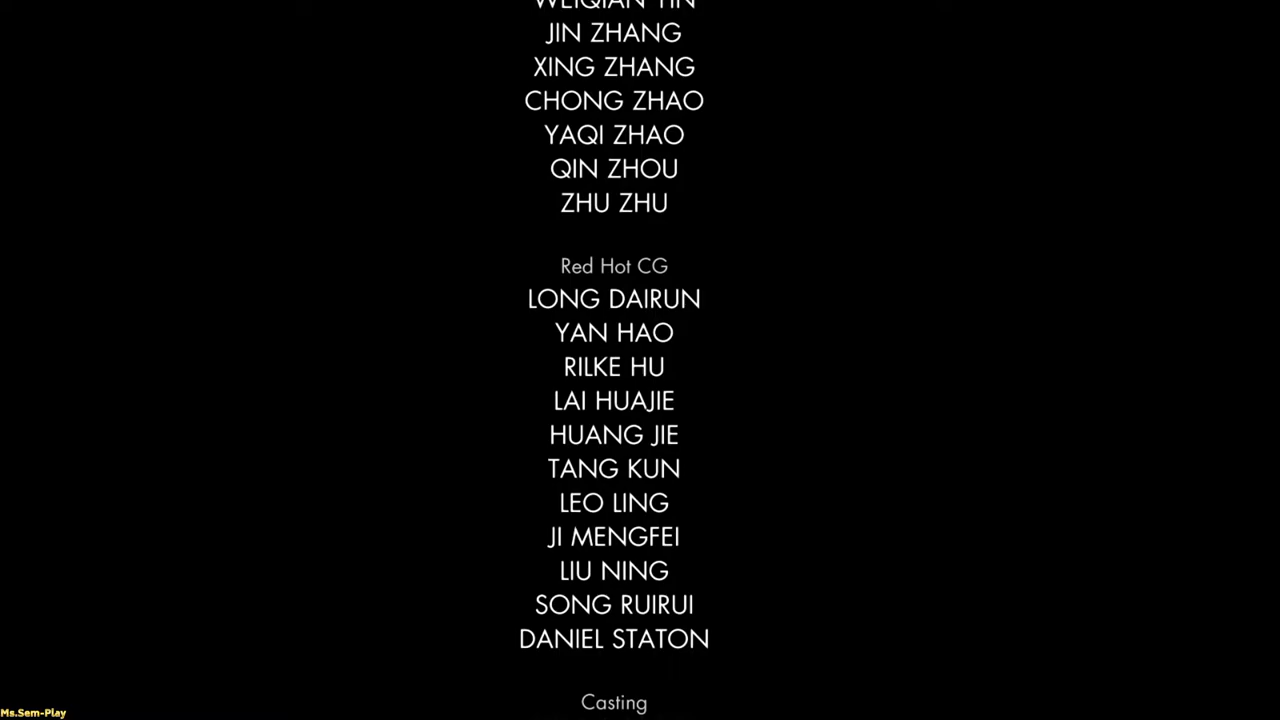 WEIQIAN YIN
JIN ZHANG
XING ZHANG
CHONG ZHAO
YAQI ZHAO
QIN ZHOU
ZHU ZHU
Red Hot CG
LONG DAIRUN
YAN HAO
RILKE HU
LAI HUAJIE
HUANG JIE
TANG KUN
LEO LING
JI MENGFEI
LIU NING
SONG RUIRUI
DANIEL STATON
Casting
Ms.Sem-Play